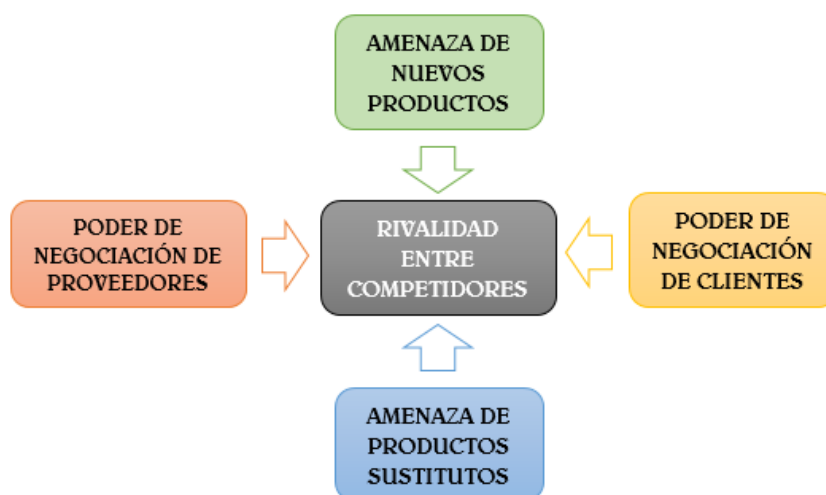 AMENAZA DE
NUEVOS
PRODUCTOS
PODER DE
NEGOCIACIÓN DE
PROVEEDORES
RIVALIDAD
ENTRE
COMPETIDORES
PODER DE
NEGOCIACIÓN
DE CLIENTES
AMENAZA DE
PRODUCTOS
SUSTITUTOS